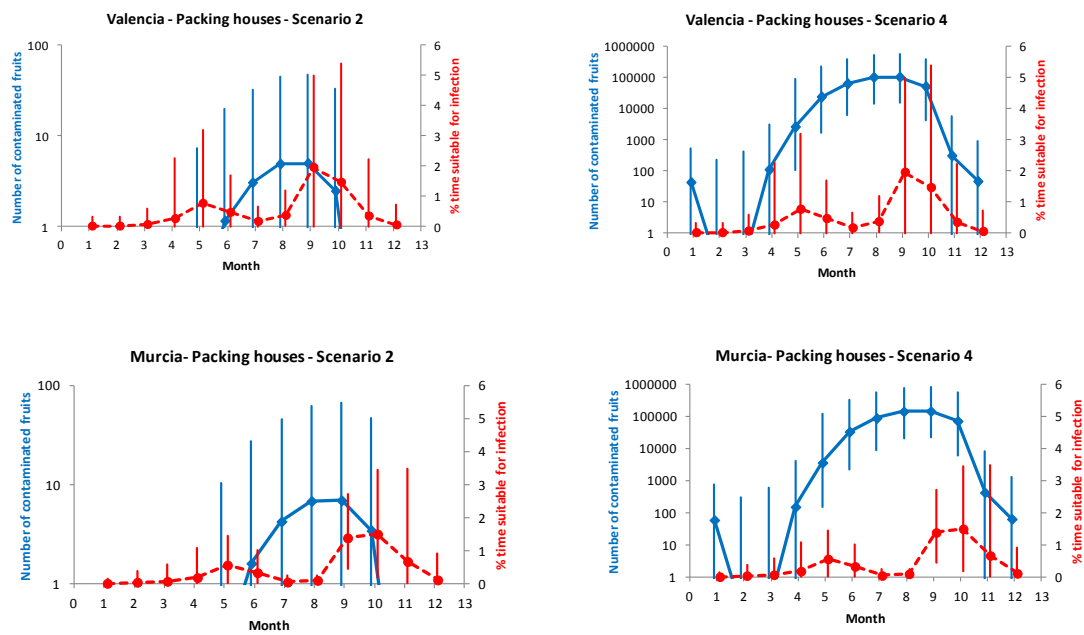 Valencia - Packing houses - Scenario 2
Number of contaminated fruits
100
10
1
6
5
4
3
2
1
0
% time suitable for infection
0 1 2 3 4 5 6 7 8 9 10 11 12 13
Month
Valencia - Packing houses - Scenario 4
Number of contaminated fruits
1000000
100000
10000
1000
100
10
1
6
5
4
3
2
1
0
% time suitable for infection
0 1 2 3 4 5 6 7 8 9 10 11 12 13
Month
Murcia- Packing houses - Scenario 2
Number of contaminated fruits
100
10
1
6
5
4
3
2
1
0
% time suitable for infection
0 1 2 3 4 5 6 7 8 9 10 11 12 13
Month
Murcia- Packing houses - Scenario 4
Number of contaminated fruits
1000000
100000
10000
1000
100
10
1
6
5
4
3
2
1
0
% time suitable for infection
0 1 2 3 4 5 6 7 8 9 10 11 12 13
Month